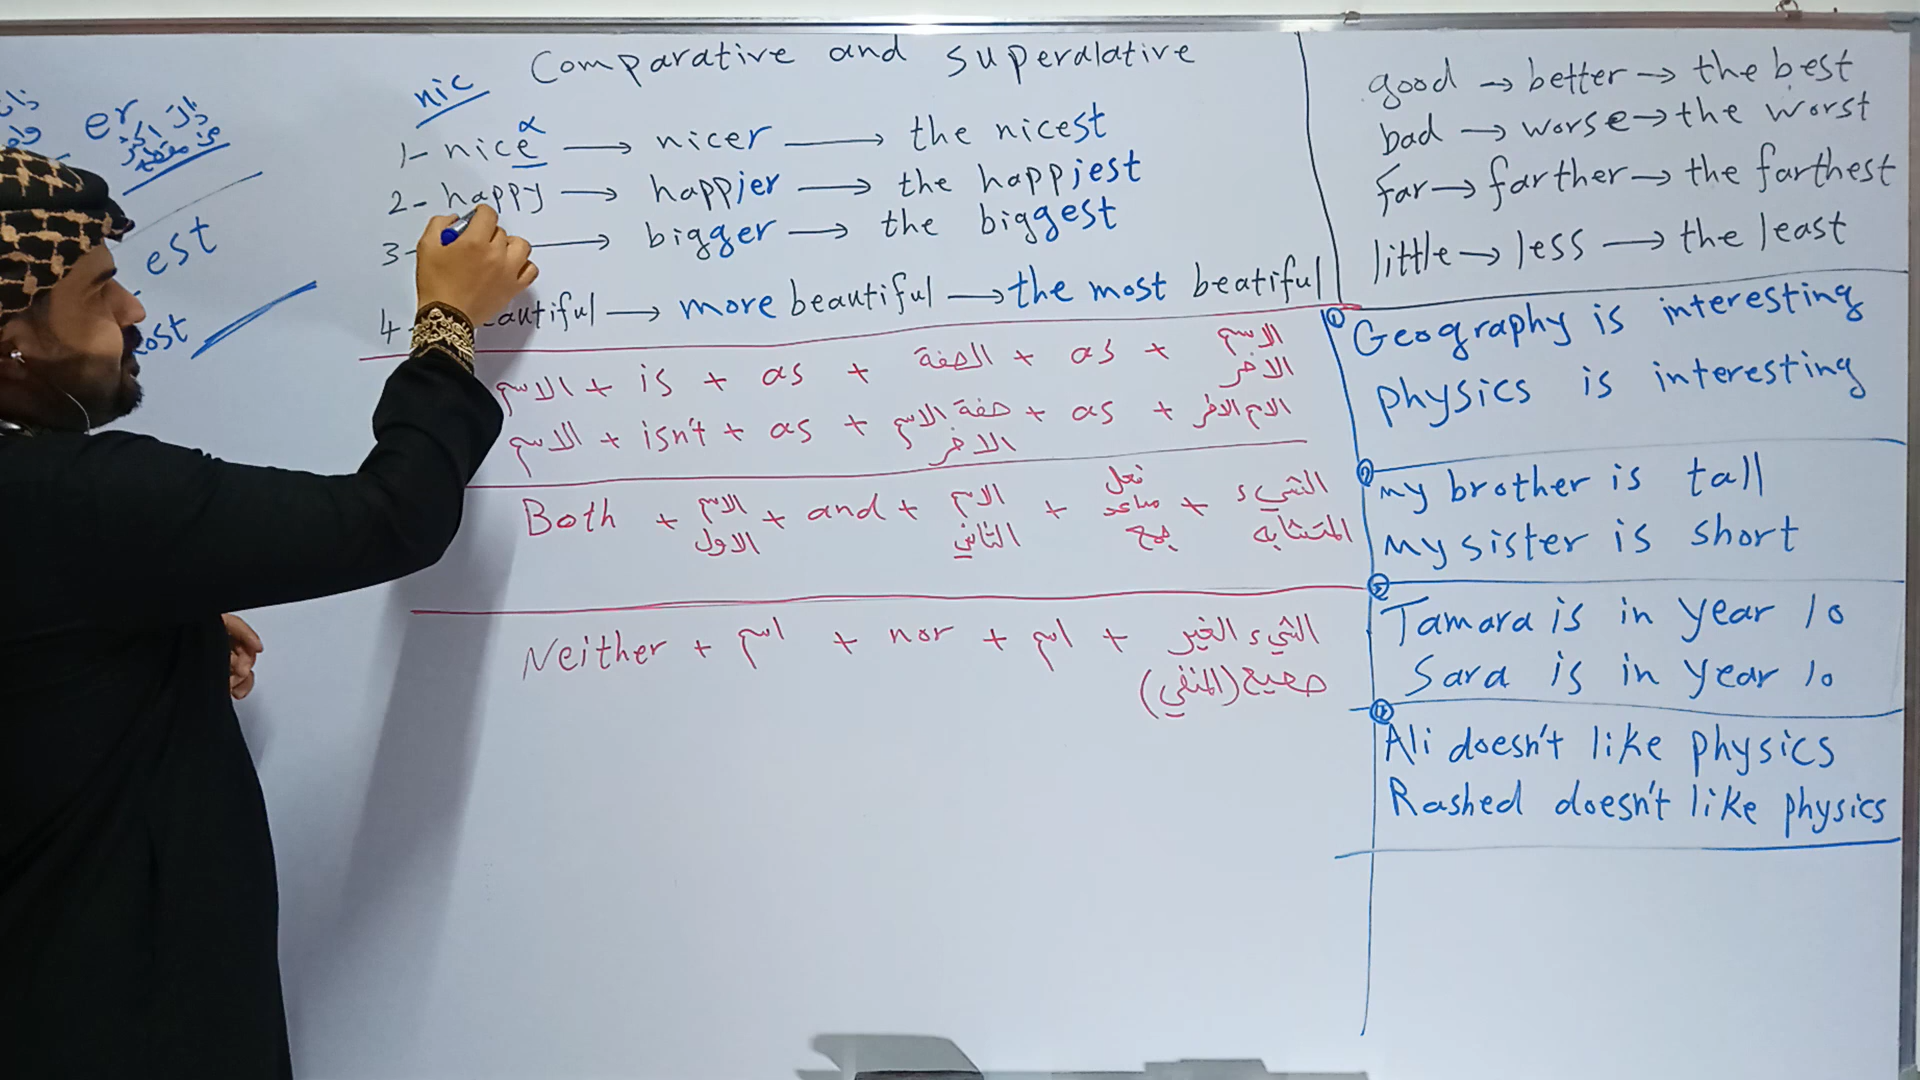 Comparative and superalative
nic
1- nice → nicer → the nicest
2- happy → happier → the happiest
3- → bigger → the biggest
4- autiful → more beautiful → the most beatiful
er
est
ost
الاسم + is + as + الصفة + as + الاسم الاخر
الاسم + isn't + as + صفة الاسم الاخر + as + الاسم الاخر
Both + الاسم الاول + and + الاسم الثاني + فعل مساعد جمع + الشيء المتشابه
Neither + اسم + nor + اسم + الشيء الغير
صحيح (المنفي)
good → better → the best
bad → worse → the worst
far → farther → the farthest
little → less → the least
① Geography is interesting
physics is interesting
② my brother is tall
my sister is short
Tamara is in year 10
Sara is in year 10
Ali doesn't like physics
Rashed doesn't like physics